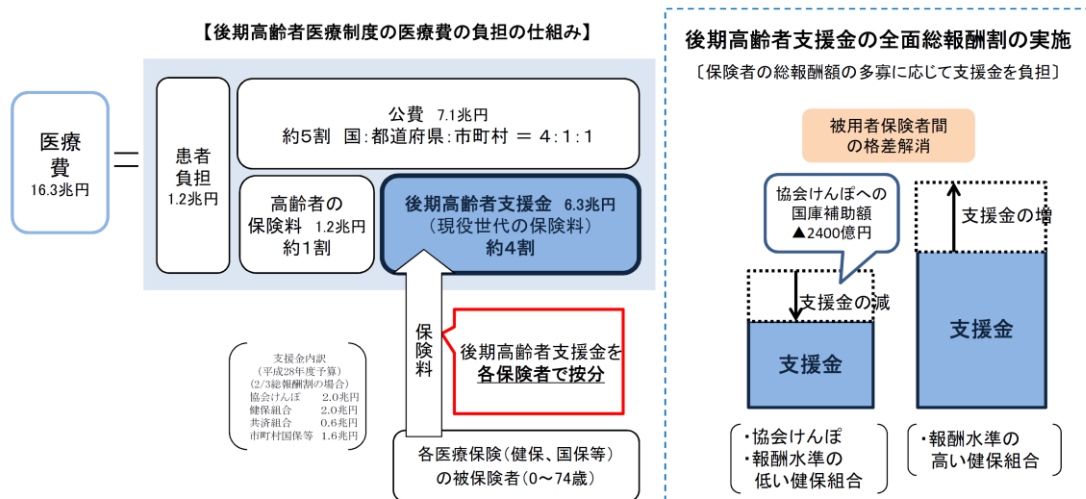 【後期高齢者医療制度の医療費の負担の仕組み】
医療
費
16.3兆円
=
患者
負担
1.2兆円
公費 7.1兆円
約5割 国:都道府県:市町村 = 4:1:1
高齢者の
保険料 1.2兆円
約1割
後期高齢者支援金 6.3兆円
(現役世代の保険料)
約4割
保険料
後期高齢者支援金を
各保険者で按分
支援金内訳
(平成28年度予算)
(2/3総報酬割の場合)
協会けんぽ 2.0兆円
健保組合 2.0兆円
共済組合 0.6兆円
市町村国保等 1.6兆円
各医療保険(健保、国保等)
の被保険者(0~74歳)
後期高齢者支援金の全面総報酬割の実施
〔保険者の総報酬額の多寡に応じて支援金を負担〕
被用者保険者間
の格差解消
協会けんぽへの
国庫補助額
▲2400億円
支援金の増
支援金の減
支援金
支援金
・協会けんぽ
・報酬水準の
低い健保組合
・報酬水準の
高い健保組合